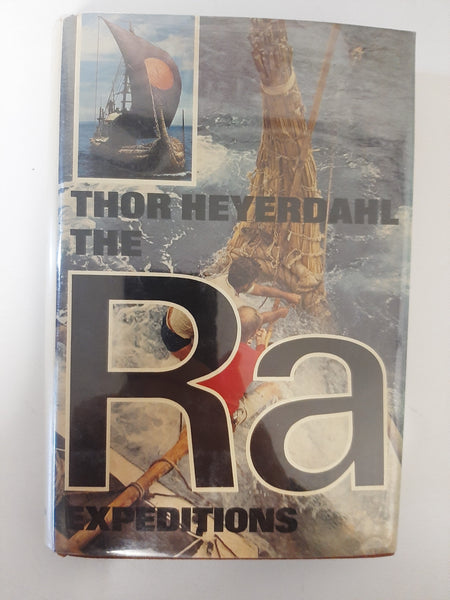 THOR HEYERDAHL
THE
Ra
EXPEDITIONS